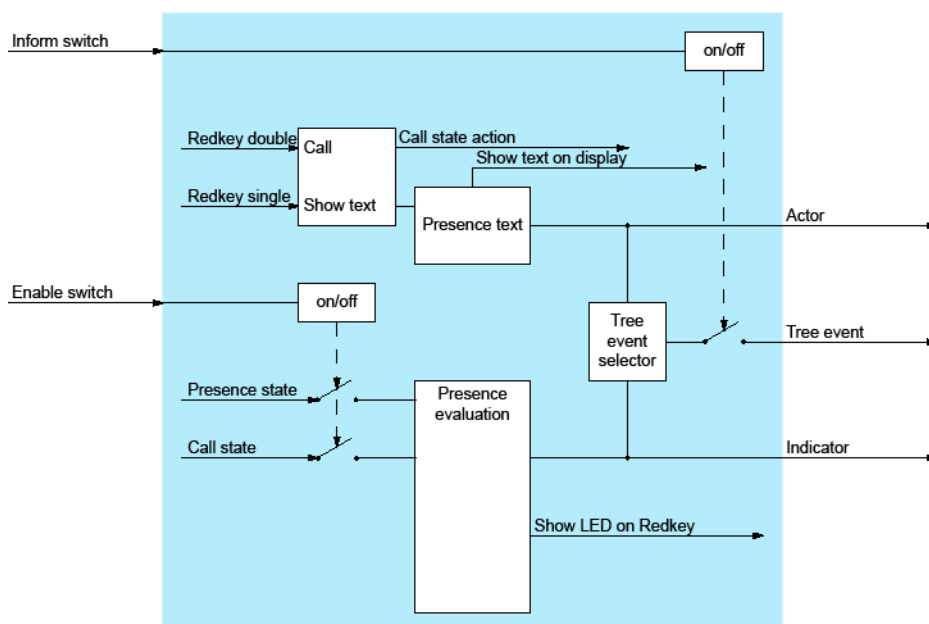 Inform switch
on/off
Redkey double
Call
Call state action
Show text on display
Redkey single
Show text
Presence text
Actor
Enable switch
on/off
Tree
event
selector
Tree event
Presence state
Presence
evaluation
Call state
Indicator
Show LED on Redkey